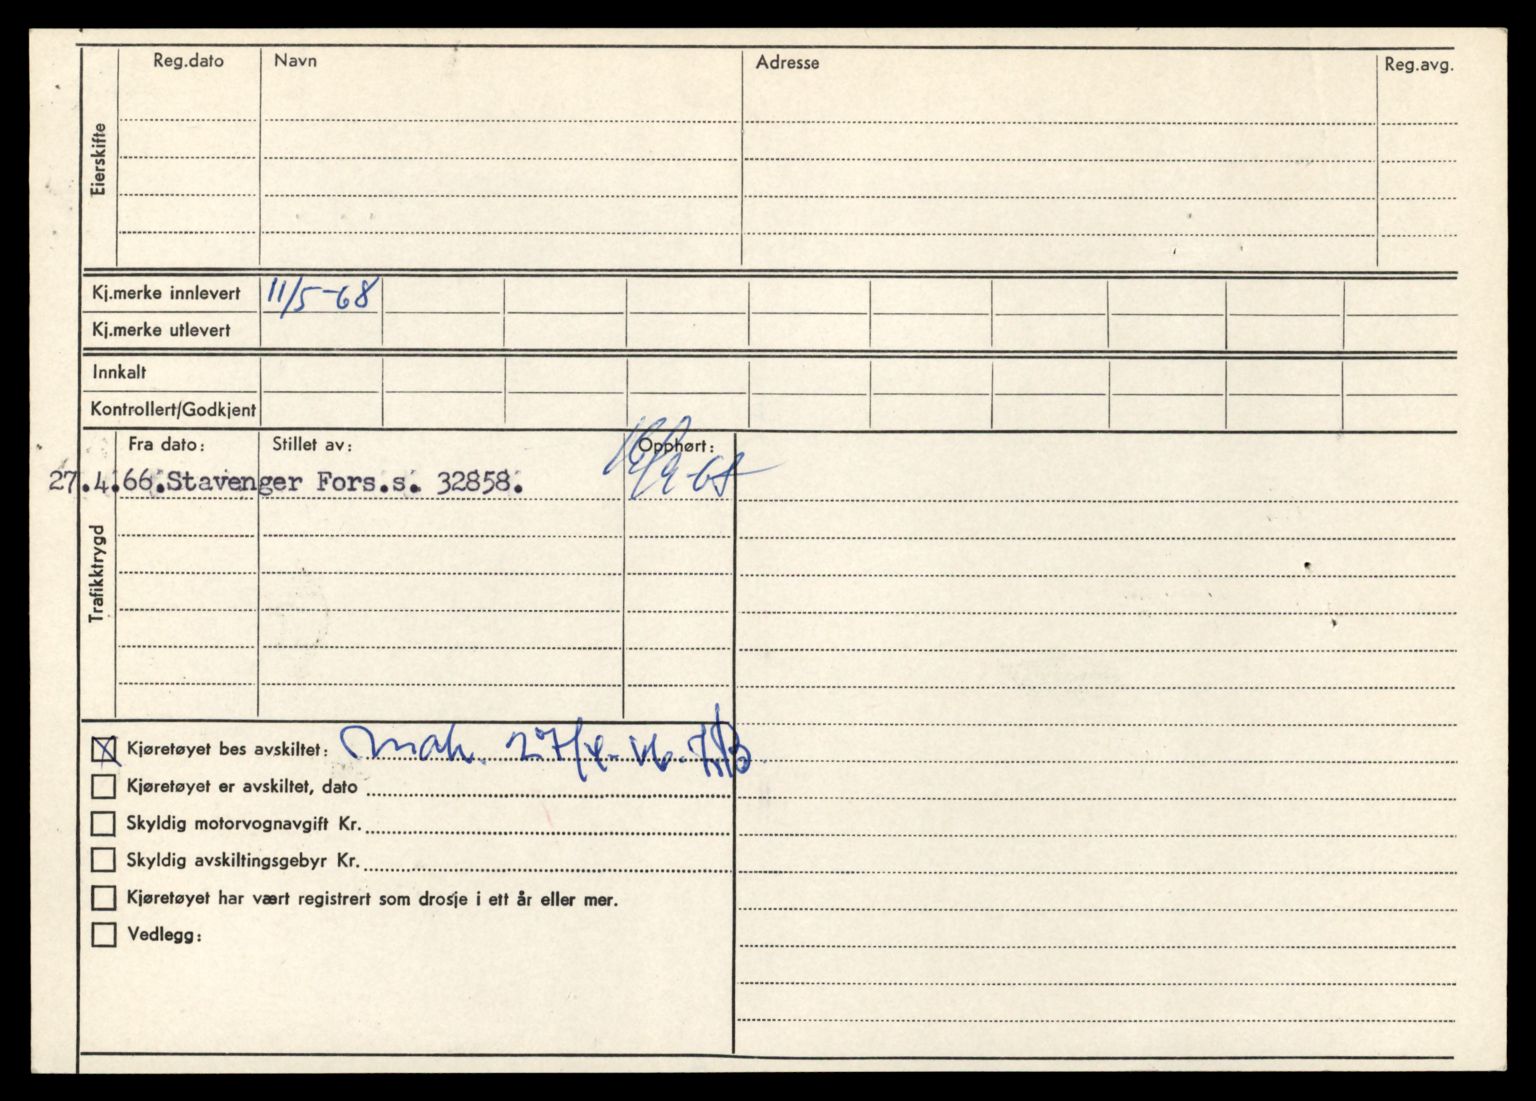 Reg.dato Navn Adresse Reg.avg.
Eierskifte
Kj.merke innlevert 11/5-68
Kj.merke utlevert
Innkalt
Kontrollert/Godkjent
Fra dato: Stillet av: Opphørt:
27.4.66.Stavenger Fors.s. 32858.
Trafikktrygd
Kjøretøyet bes avskiltet: 27/4-
Kjøretøyet er avskiltet, dato
Skyldig motorvognavgift Kr.
Skyldig avskiltingsgebyr Kr.
Kjøretøyet har vært registrert som drosje i ett år eller mer.
Vedlegg: